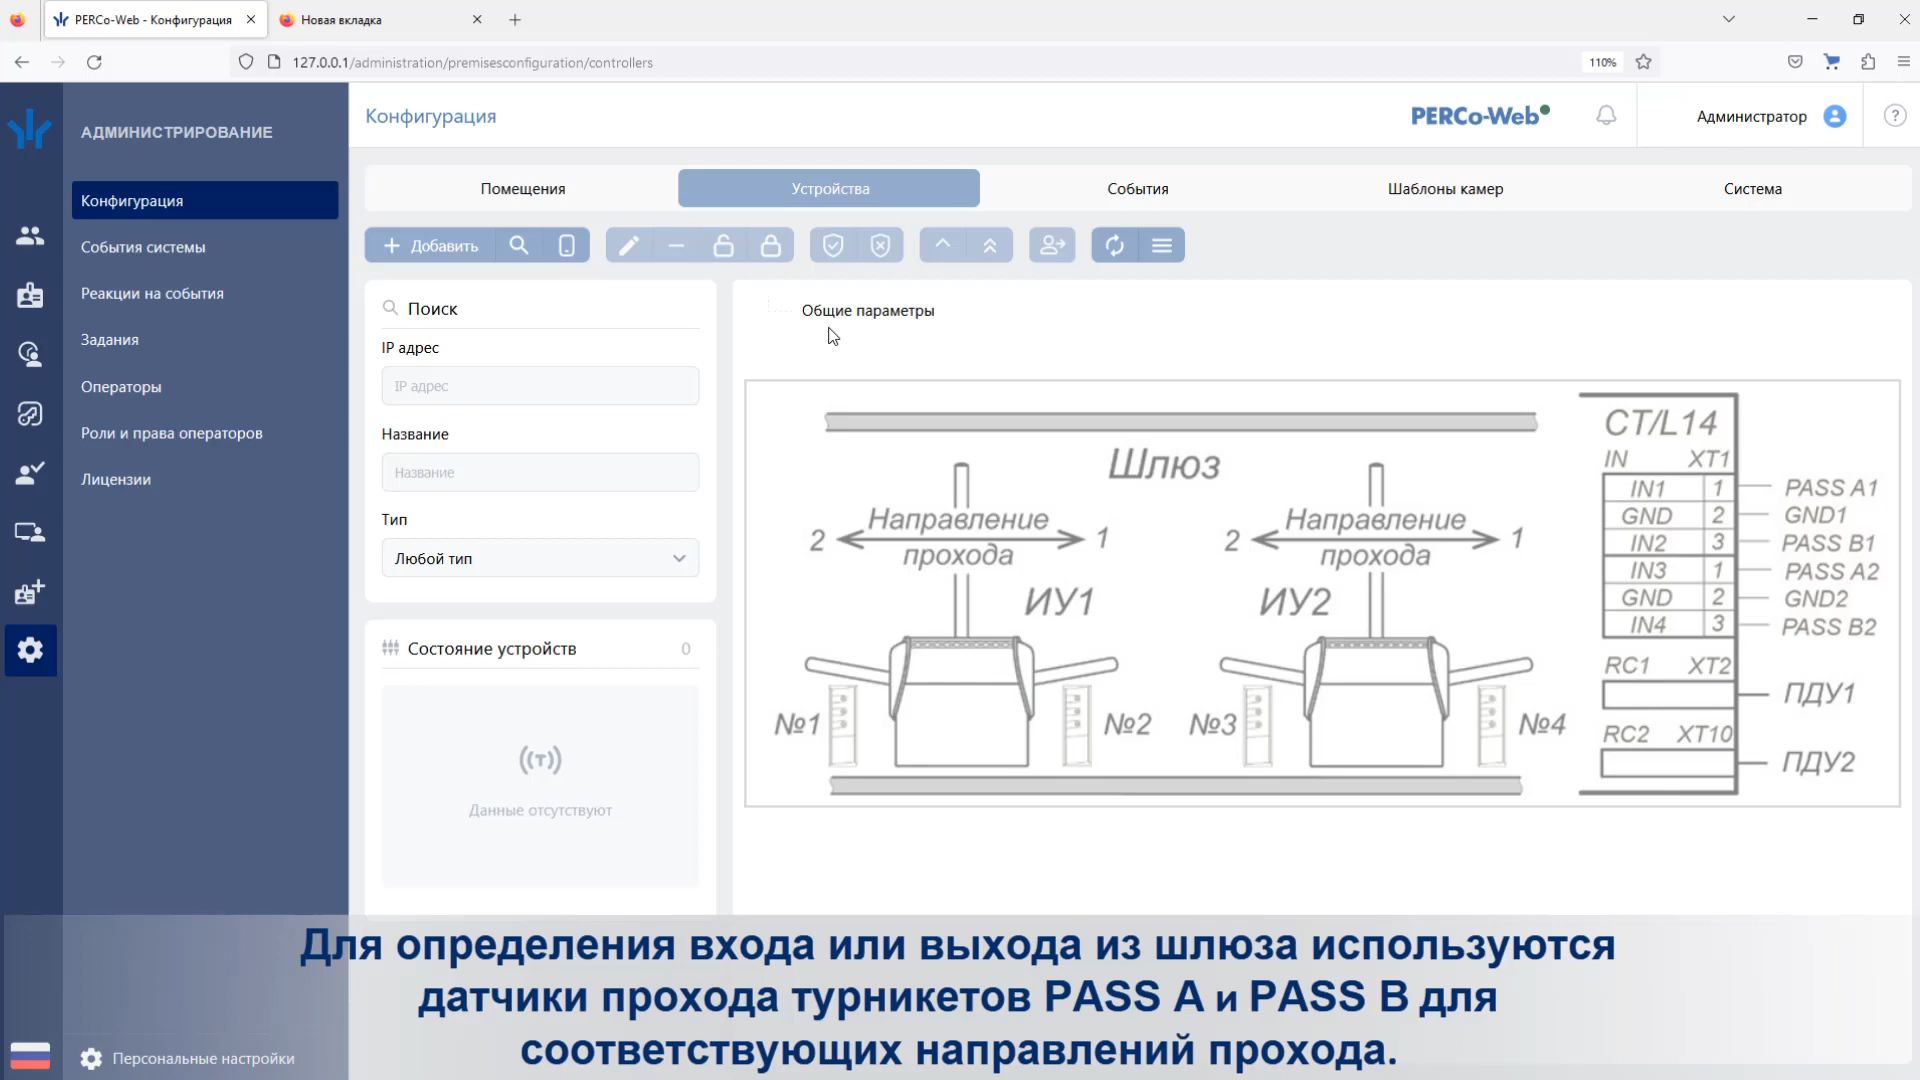 PERCo-Web - Конфигурация
Новая вкладка
127.0.0.1/administration/premisesconfiguration/controllers
110%
АДМИНИСТРИРОВАНИЕ
Конфигурация
События системы
Реакции на события
Задания
Операторы
Роли и права операторов
Лицензии
Персональные настройки
Конфигурация
PERCo-Web
Администратор
?
Помещения
Устройства
События
Шаблоны камер
Система
Добавить
Поиск
IP адрес
IP адрес
Название
Название
Тип
Любой тип
Состояние устройств
0
Данные отсутствуют
Общие параметры
Шлюз
2 Направление прохода 1
2 Направление прохода 1
ИУ1
ИУ2
№1
№2
№3
№4
CT/L14
IN XT1
IN1 1 PASS A1
GND 2 GND1
IN2 3 PASS B1
IN3 1 PASS A2
GND 2 GND2
IN4 3 PASS B2
RC1 XT2
ПДУ1
RC2 XT10
ПДУ2
Для определения входа или выхода из шлюза используются
датчики прохода турникетов PASS A и PASS B для
соответствующих направлений прохода.